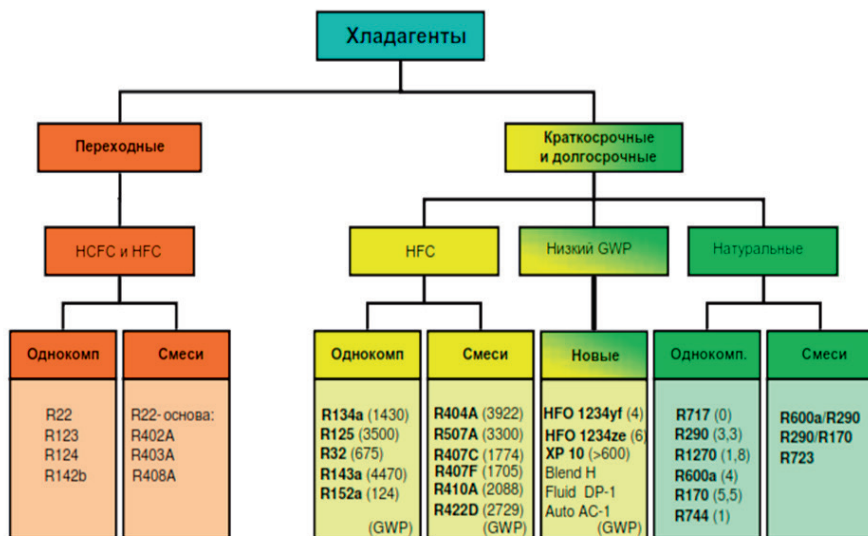 Хладагенты
Переходные
Краткосрочные
и долгосрочные
HCFC и HFC
HFC
Низкий GWP
Натуральные
Однокомп
Смеси
Однокомп
Смеси
Новые
Однокомп.
Смеси
R22
R123
R124
R142b
R22- основа:
R402A
R403A
R408A
R134a (1430)
R125 (3500)
R32 (675)
R143a (4470)
R152a (124)
(GWP)
R404A (3922)
R507A (3300)
R407C (1774)
R407F (1705)
R410A (2088)
R422D (2729)
(GWP)
HFO 1234yf (4)
HFO 1234ze (6)
XP 10 (>600)
Blend H
Fluid DP-1
Auto AC-1
(GWP)
R717 (0)
R290 (3,3)
R1270 (1,8)
R600a (4)
R170 (5,5)
R744 (1)
R600a/R290
R290/R170
R723